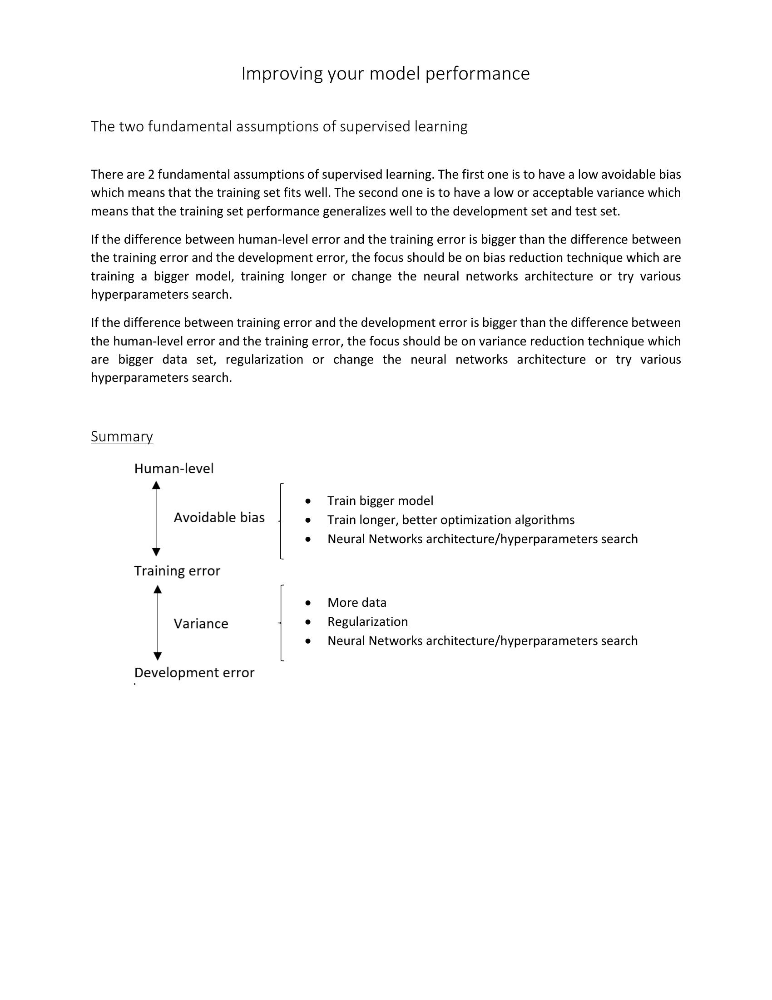 Improving your model performance
The two fundamental assumptions of supervised learning
There are 2 fundamental assumptions of supervised learning. The first one is to have a low avoidable bias
which means that the training set fits well. The second one is to have a low or acceptable variance which
means that the training set performance generalizes well to the development set and test set.
If the difference between human-level error and the training error is bigger than the difference between
the training error and the development error, the focus should be on bias reduction technique which are
training a bigger model, training longer or change the neural networks architecture or try various
hyperparameters search.
If the difference between training error and the development error is bigger than the difference between
the human-level error and the training error, the focus should be on variance reduction technique which
are bigger data set, regularization or change the neural networks architecture or try various
hyperparameters search.
Summary
Human-level
Avoidable bias
• Train bigger model
• Train longer, better optimization algorithms
• Neural Networks architecture/hyperparameters search
Training error
Variance
• More data
• Regularization
• Neural Networks architecture/hyperparameters search
Development error